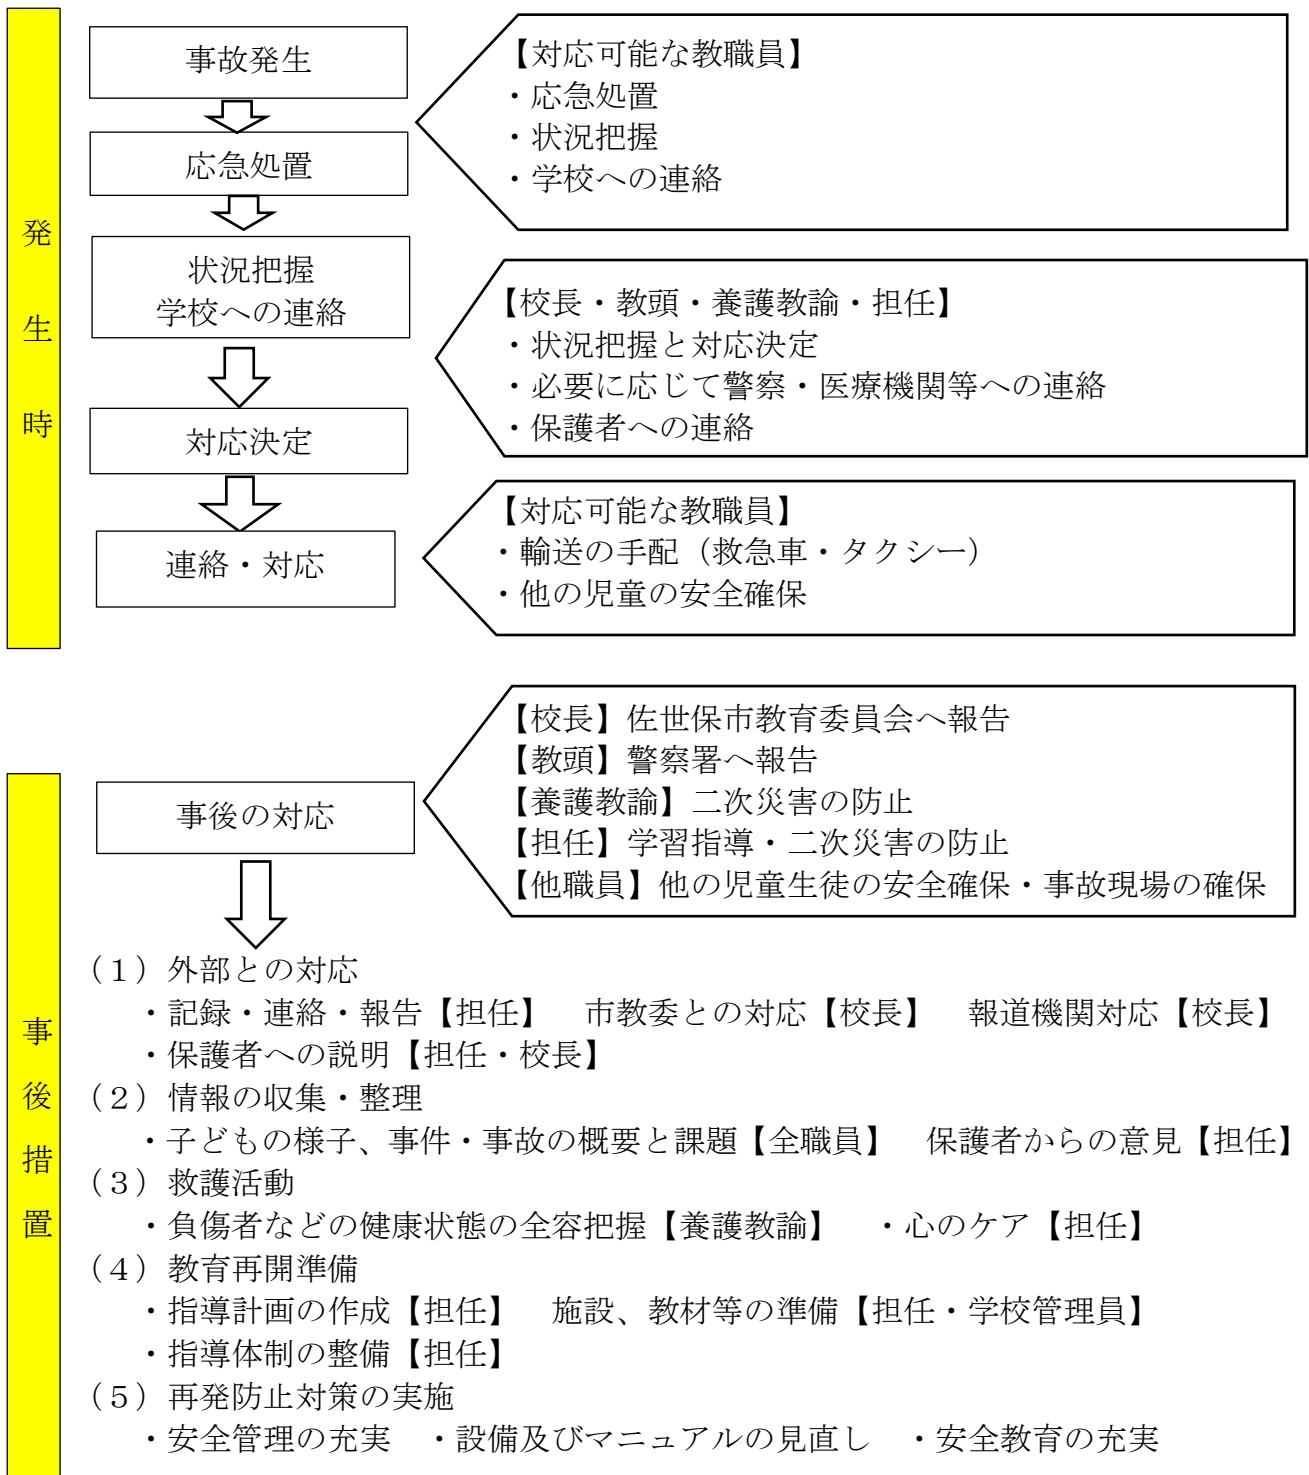 発生時
事故発生
【対応可能な教職員】
・応急処置
・状況把握
・学校への連絡
応急処置
状況把握
学校への連絡
【校長・教頭・養護教諭・担任】
・状況把握と対応決定
・必要に応じて警察・医療機関等への連絡
・保護者への連絡
対応決定
【対応可能な教職員】
・輸送の手配（救急車・タクシー）
・他の児童の安全確保
連絡・対応
事後措置
【校長】佐世保市教育委員会へ報告
【教頭】警察署へ報告
【養護教諭】二次災害の防止
【担任】学習指導・二次災害の防止
【他職員】他の児童生徒の安全確保・事故現場の確保
事後の対応
（１）外部との対応
・記録・連絡・報告【担任】　市教委との対応【校長】　報道機関対応【校長】
・保護者への説明【担任・校長】
（２）情報の収集・整理
・子どもの様子、事件・事故の概要と課題【全職員】　保護者からの意見【担任】
（３）救護活動
・負傷者などの健康状態の全容把握【養護教諭】　・心のケア【担任】
（４）教育再開準備
・指導計画の作成【担任】　施設、教材等の準備【担任・学校管理員】
・指導体制の整備【担任】
（５）再発防止対策の実施
・安全管理の充実　・設備及びマニュアルの見直し　・安全教育の充実